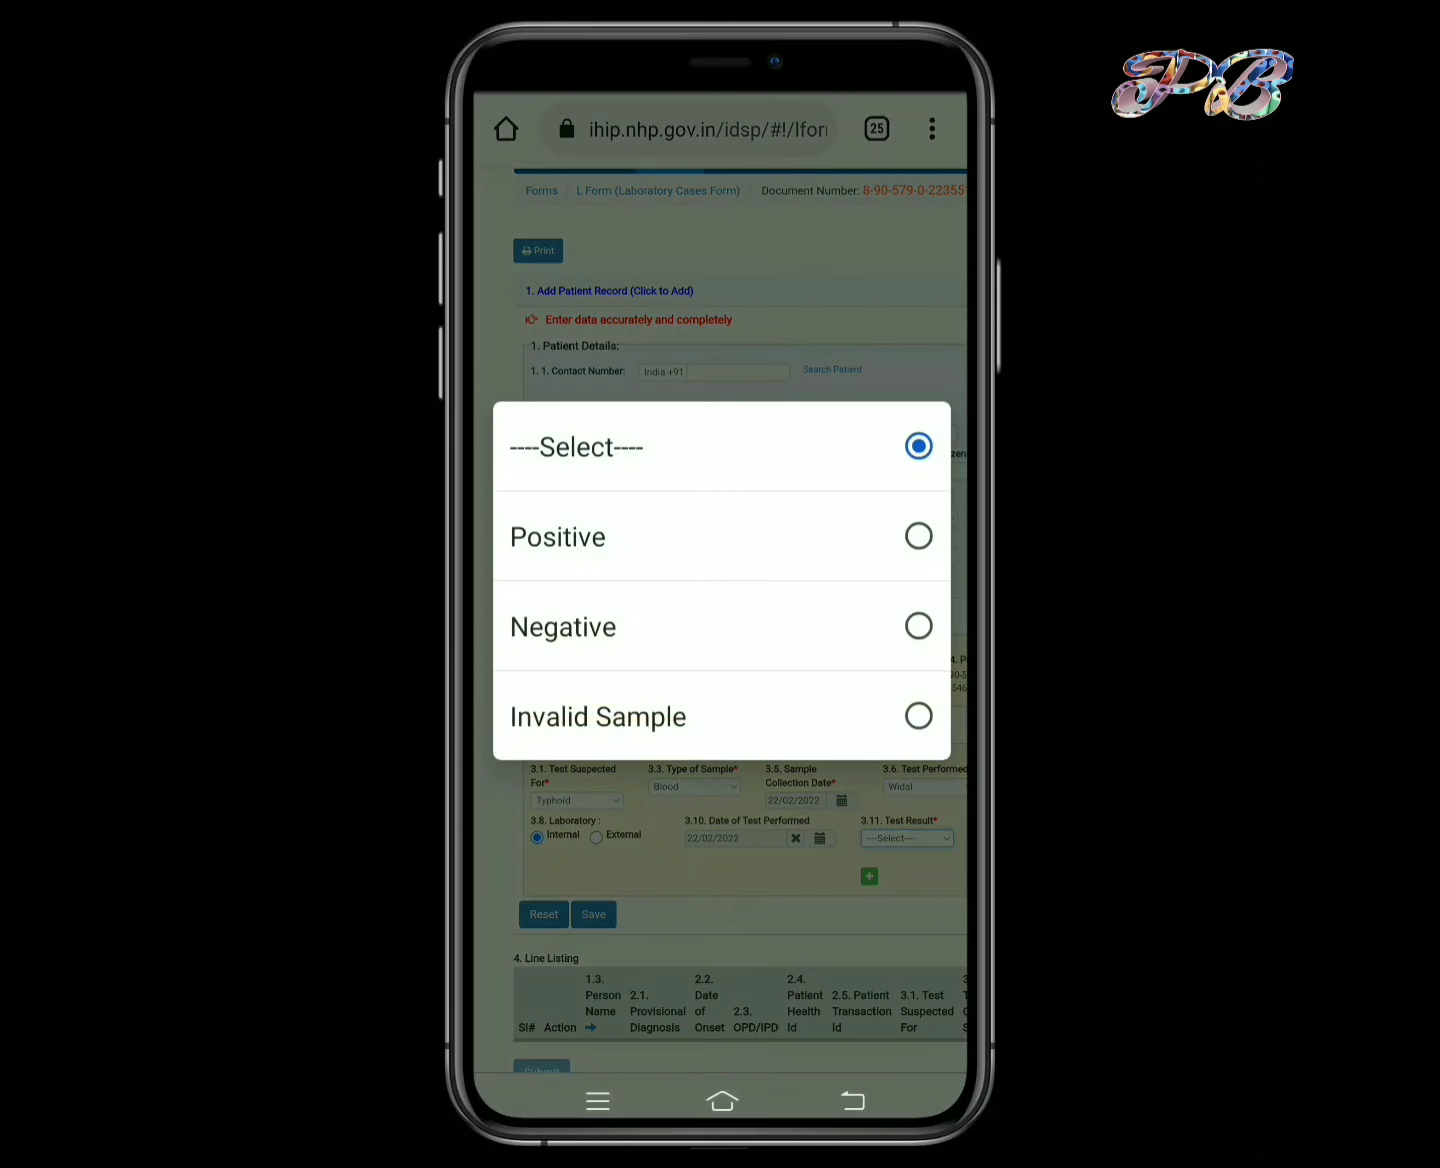 PB
ihip.nhp.gov.in/idsp/#!/lfor
25
Forms / L Form (Laboratory Cases Form) / Document Number: 8-90-579-0-22355
Print
1. Add Patient Record (Click to Add)
Enter data accurately and completely
1. Patient Details:
1. 1. Contact Number: India +91 Search Patient
----Select----
Positive
Negative
Invalid Sample
3.1. Test Suspected For* 
Typhoid
3.3. Type of Sample*
Blood
3.5. Sample Collection Date*
22/02/2022
3.6. Test Performed
Widal
3.8. Laboratory :
Internal External
3.10. Date of Test Performed
22/02/2022
3.11. Test Result*
---Select---
Reset Save
4. Line Listing
Sl# Action
1.3. Person Name
2.1. Provisional Diagnosis
2.2. Date of Onset
2.3. OPD/IPD
2.4. Patient Health Id
2.5. Patient Transaction Id
3.1. Test Suspected For
Submit